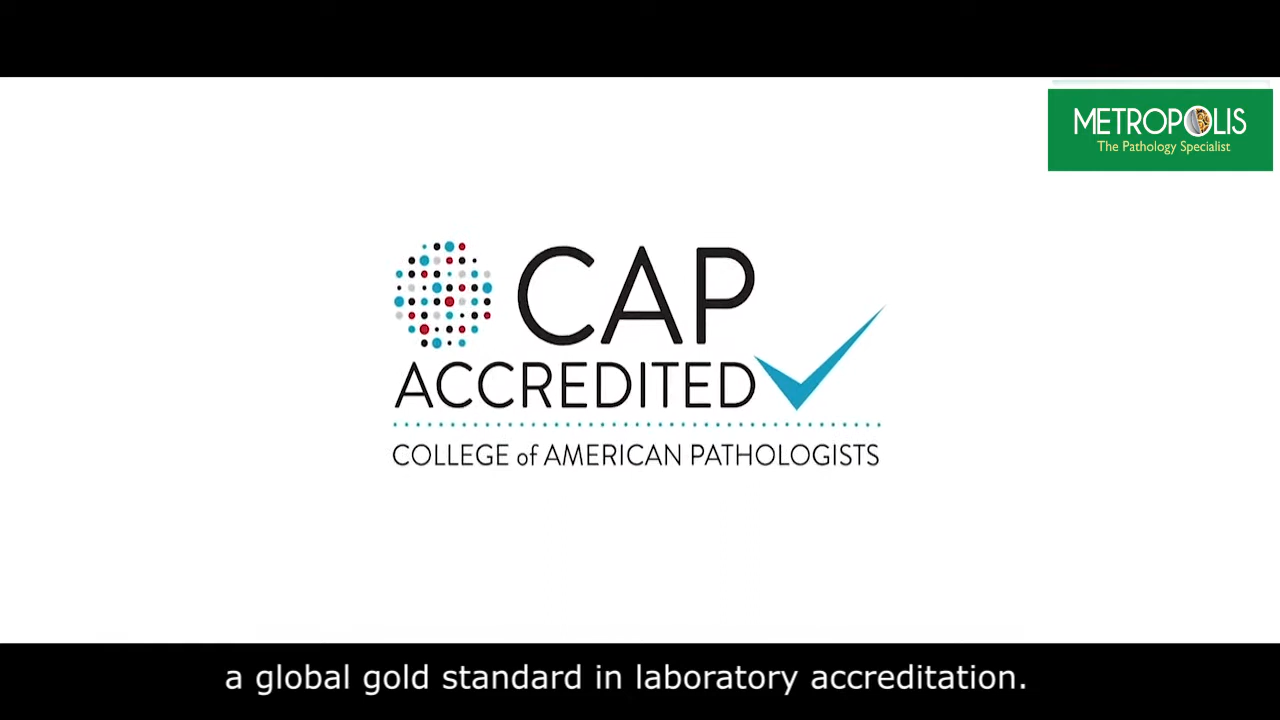 METROPOLIS
The Pathology Specialist
CAP
ACCREDITED
COLLEGE of AMERICAN PATHOLOGISTS
a global gold standard in laboratory accreditation.